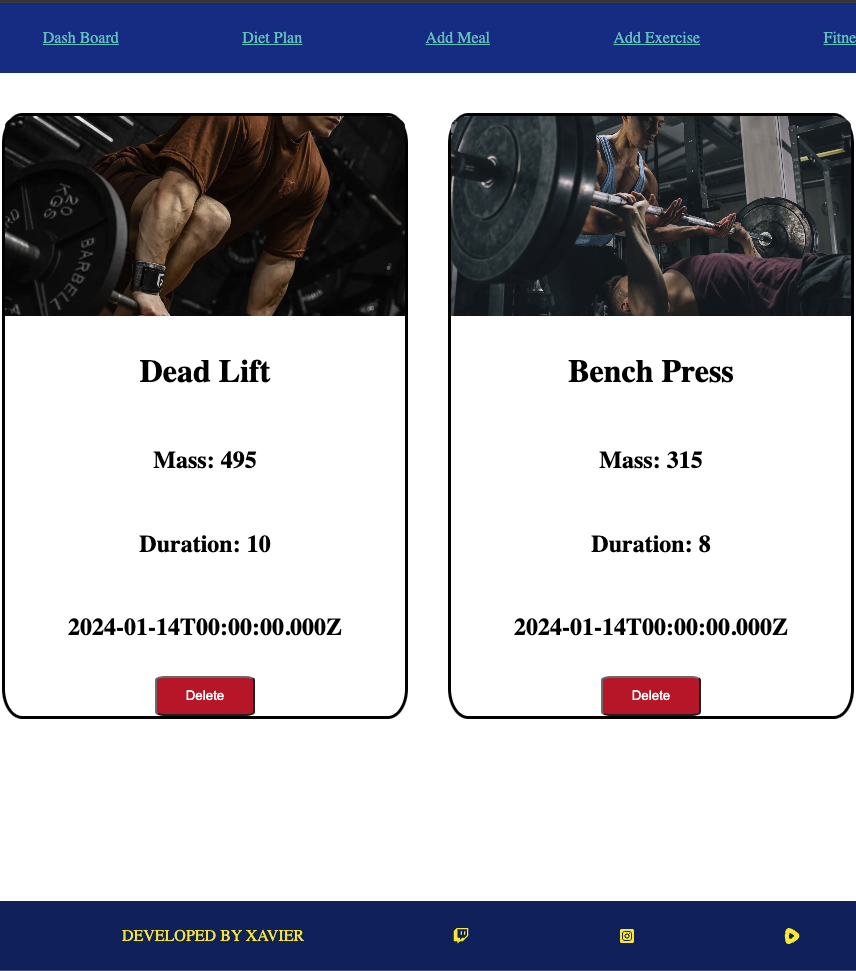 Dash Board Diet Plan Add Meal Add Exercise Fitne
20 KGS
BARBELL
Dead Lift
Bench Press
Mass: 495
Mass: 315
Duration: 10
Duration: 8
2024-01-14T00:00:00.000Z
2024-01-14T00:00:00.000Z
Delete
Delete
DEVELOPED BY XAVIER